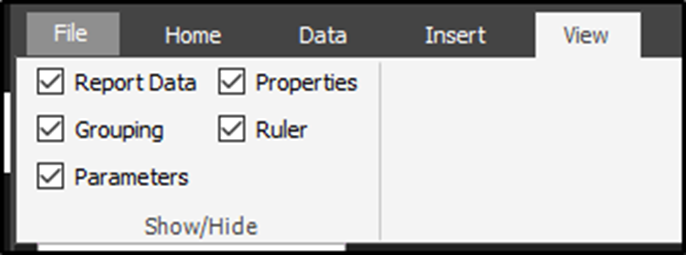 File Home Data Insert View
Report Data Properties
Grouping Ruler
Parameters
Show/Hide